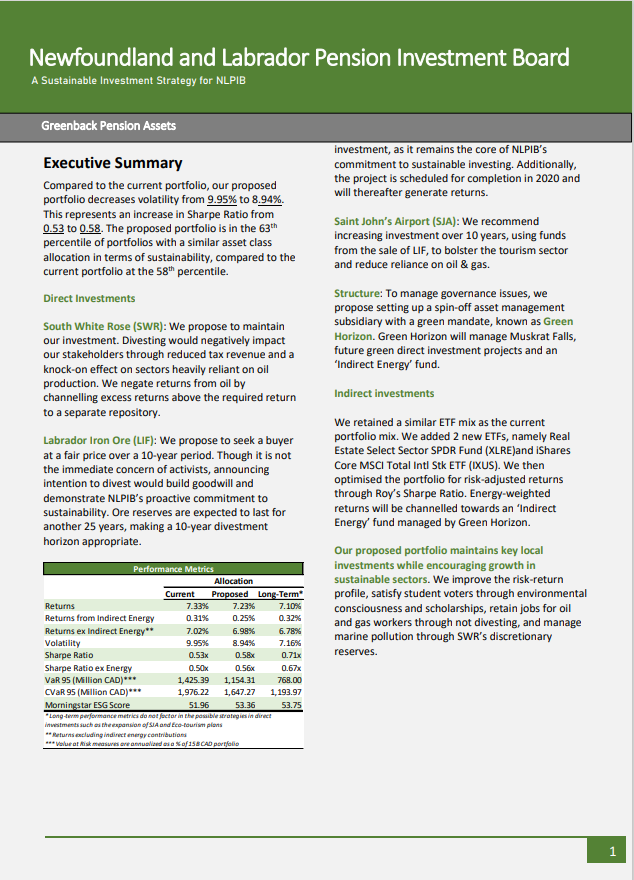 Newfoundland and Labrador Pension Investment Board
A Sustainable Investment Strategy for NLPIB
Greenback Pension Assets
Executive Summary
Compared to the current portfolio, our proposed
portfolio decreases volatility from 9.95% to 8.94%.
This represents an increase in Sharpe Ratio from
0.53 to 0.58. The proposed portfolio is in the 63th
percentile of portfolios with a similar asset class
allocation in terms of sustainability, compared to the
current portfolio at the 58th percentile.
Direct Investments
South White Rose (SWR): We propose to maintain
our investment. Divesting would negatively impact
our stakeholders through reduced tax revenue and a
knock-on effect on sectors heavily reliant on oil
production. We negate returns from oil by
channelling excess returns above the required return
to a separate repository.
Labrador Iron Ore (LIF): We propose to seek a buyer
at a fair price over a 10-year period. Though it is not
the immediate concern of activists, announcing
intention to divest would build goodwill and
demonstrate NLPIB's proactive commitment to
sustainability. Ore reserves are expected to last for
another 25 years, making a 10-year divestment
horizon appropriate.
Performance Metrics
Allocation
Current Proposed Long-Term*
Returns 7.33% 7.23% 7.10%
Returns from Indirect Energy 0.31% 0.25% 0.32%
Returns ex Indirect Energy** 7.02% 6.98% 6.78%
Volatility 9.95% 8.94% 7.16%
Sharpe Ratio 0.53x 0.58x 0.71x
Sharpe Ratio ex Energy 0.50x 0.56x 0.67x
VaR 95 (Million CAD)*** 1,425.39 1,154.31 768.00
CVaR 95 (Million CAD)*** 1,976.22 1,647.27 1,193.97
Morningstar ESG Score 51.96 53.36 53.75
* Long-term performance metrics do not factor in the possible strategies in direct
investments such as the expansion of SJA and Eco-tourism plans
** Returns excluding indirect energy contributions
*** Value at Risk measures are annualized as a % of 15B CAD portfolio
investment, as it remains the core of NLPIB's
commitment to sustainable investing. Additionally,
the project is scheduled for completion in 2020 and
will thereafter generate returns.
Saint John's Airport (SJA): We recommend
increasing investment over 10 years, using funds
from the sale of LIF, to bolster the tourism sector
and reduce reliance on oil & gas.
Structure: To manage governance issues, we
propose setting up a spin-off asset management
subsidiary with a green mandate, known as Green
Horizon. Green Horizon will manage Muskrat Falls,
future green direct investment projects and an
'Indirect Energy' fund.
Indirect investments
We retained a similar ETF mix as the current
portfolio mix. We added 2 new ETFs, namely Real
Estate Select Sector SPDR Fund (XLRE)and iShares
Core MSCI Total Intl Stk ETF (IXUS). We then
optimised the portfolio for risk-adjusted returns
through Roy's Sharpe Ratio. Energy-weighted
returns will be channelled towards an 'Indirect
Energy' fund managed by Green Horizon.
Our proposed portfolio maintains key local
investments while encouraging growth in
sustainable sectors. We improve the risk-return
profile, satisfy student voters through environmental
consciousness and scholarships, retain jobs for oil
and gas workers through not divesting, and manage
marine pollution through SWR's discretionary
reserves.
1